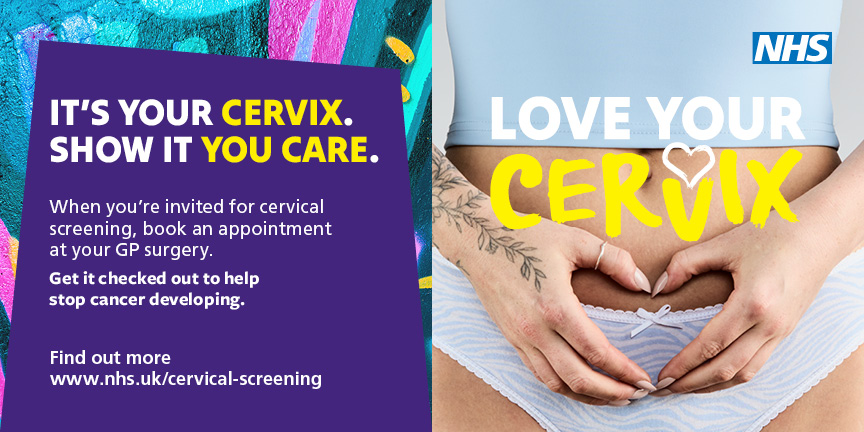 IT'S YOUR CERVIX.
SHOW IT YOU CARE.
When you're invited for cervical
screening, book an appointment
at your GP surgery.
Get it checked out to help
stop cancer developing.
Find out more
www.nhs.uk/cervical-screening
NHS
LOVE YOUR
CERVIX